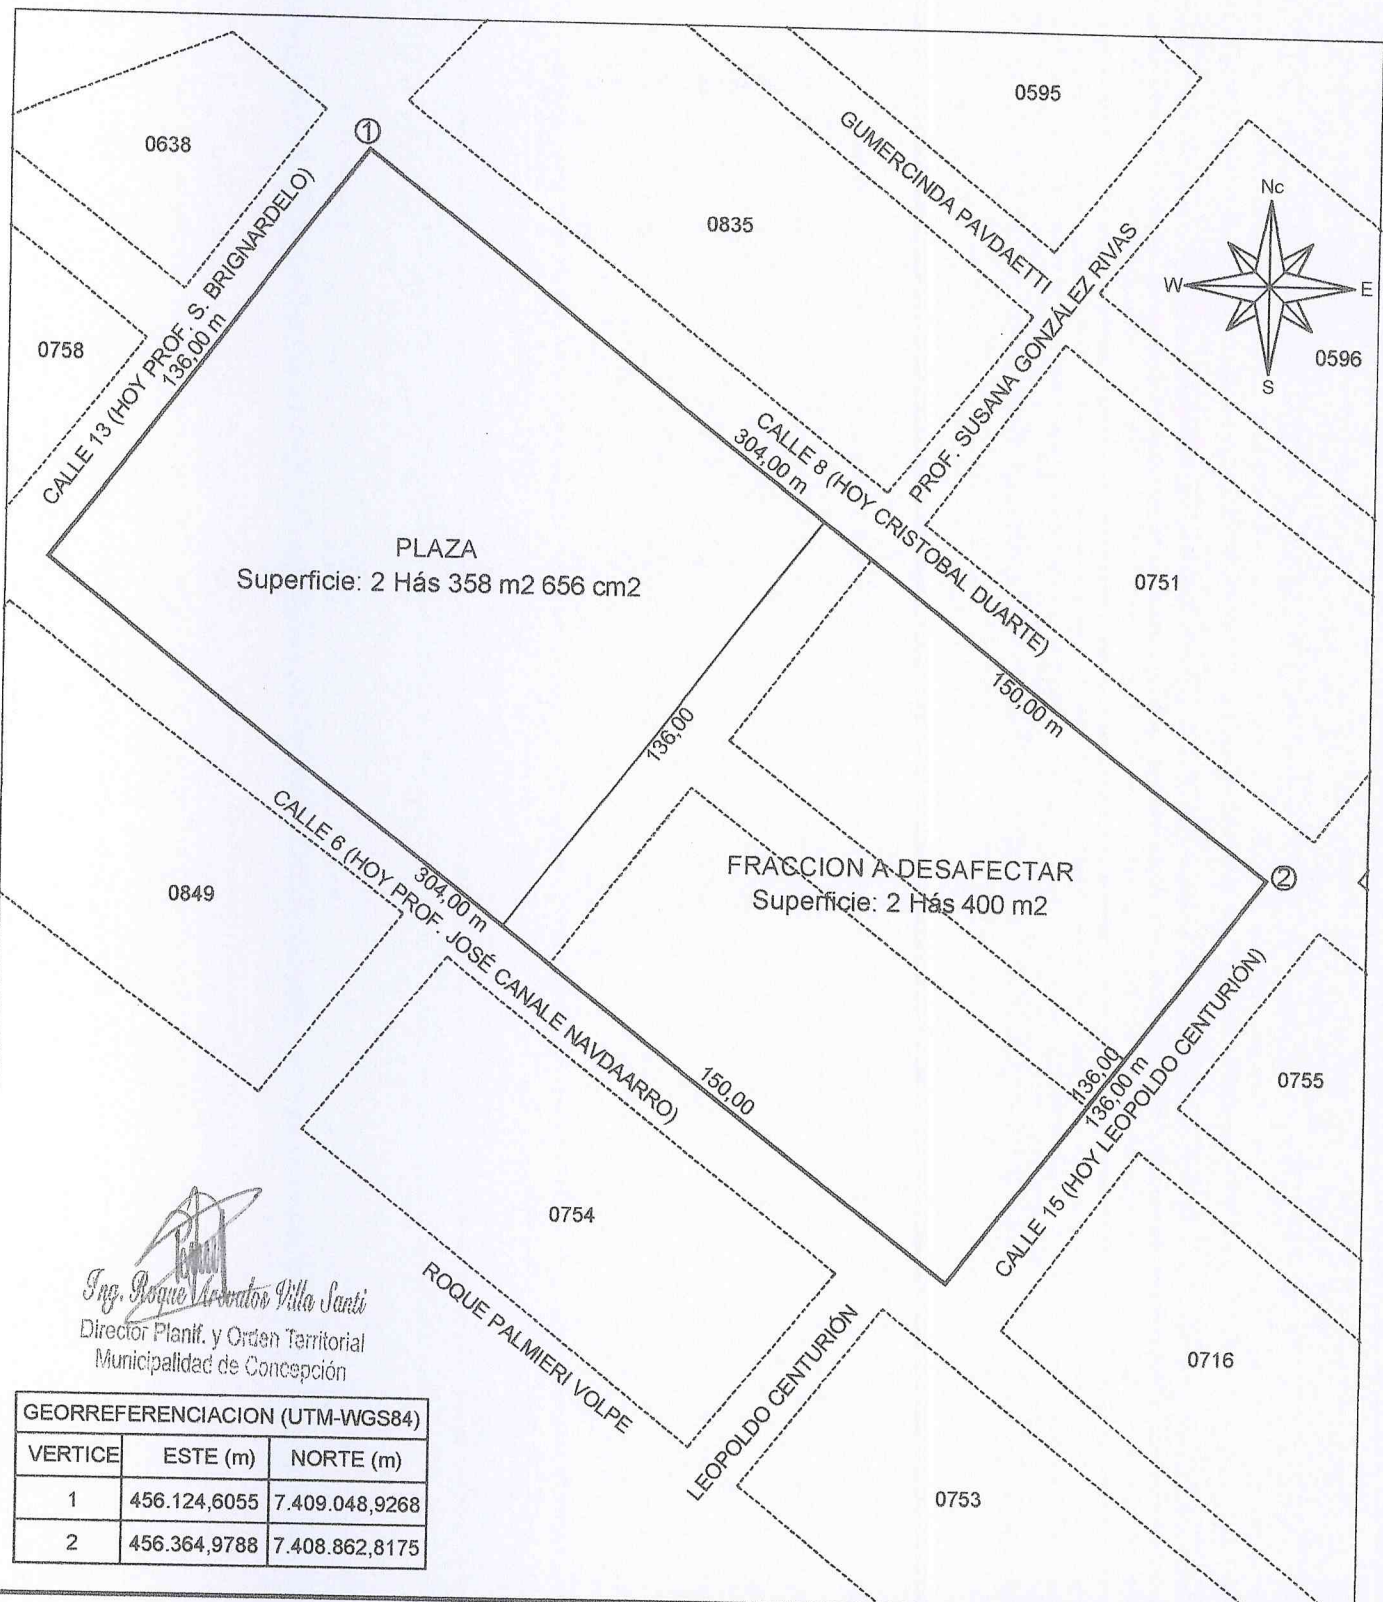 0595
0638
①
GUMERCINDA PAVDAETTI
Nc
0835
PROF. SUSANA GONZÁLEZ RIVAS
W
E
CALLE 13 (HOY PROF. S. BRIGNARDELO)
136,00 m
0758
0596
S
CALLE 8 (HOY CRISTOBAL DUARTE)
304,00 m
PLAZA
Superficie: 2 Hás 358 m2 656 cm2
0751
150,00 m
136,00
CALLE 6 (HOY PROF. JOSÉ CANALE NAVDAARRO)
304,00 m
0849
FRACCION A DESAFECTAR
Superficie: 2 Hás 400 m2
②
150,00
136,00
136,00 m
CALLE 15 (HOY LEOPOLDO CENTURIÓN)
0755
0754
ROQUE PALMIERI VOLPE
LEOPOLDO CENTURIÓN
0716
0753
Ing. Roque Villa Santi
Director Planif. y Orden Territorial
Municipalidad de Concepción
GEORREFERENCIACION (UTM-WGS84)
VERTICE ESTE (m) NORTE (m)
1 456.124,6055 7.409.048,9268
2 456.364,9788 7.408.862,8175